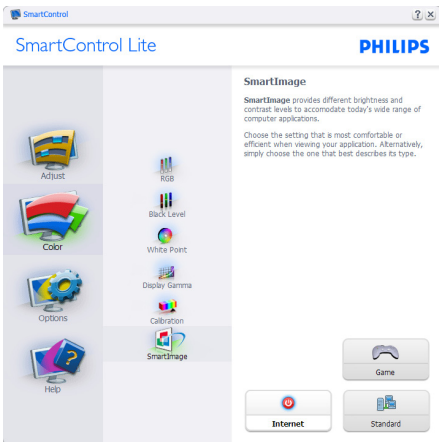 SmartControl
SmartControl Lite
PHILIPS
Adjust
Color
Options
Help
RGB
Black Level
White Point
Display Gamma
Calibration
SmartImage
SmartImage
SmartImage provides different brightness and
contrast levels to accomodate today's wide range of
computer applications.
Choose the setting that is most comfortable or
efficient when viewing your application. Alternatively,
simply choose the one that best describes its type.
Game
Internet
Standard